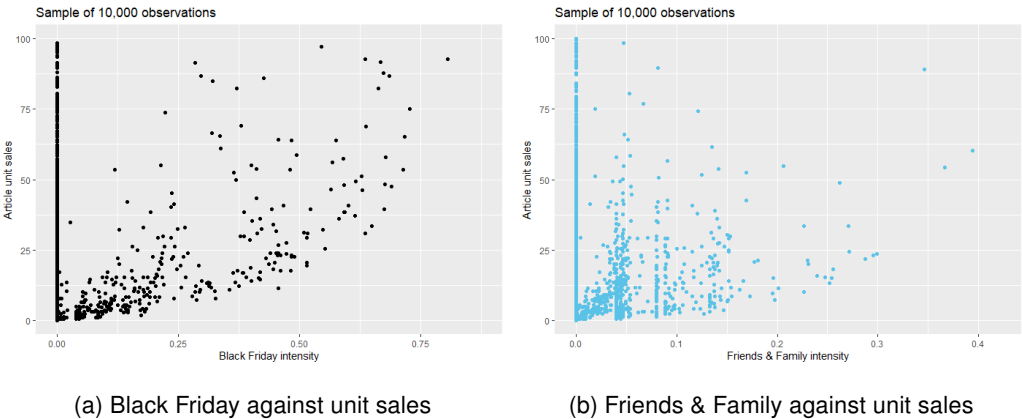 Sample of 10,000 observations
100
75
50
25
0
Article unit sales
0.00
0.25
0.50
0.75
Black Friday intensity
(a) Black Friday against unit sales
Sample of 10,000 observations
100
75
50
25
0
Article unit sales
0.0
0.1
0.2
0.3
0.4
Friends & Family intensity
(b) Friends & Family against unit sales